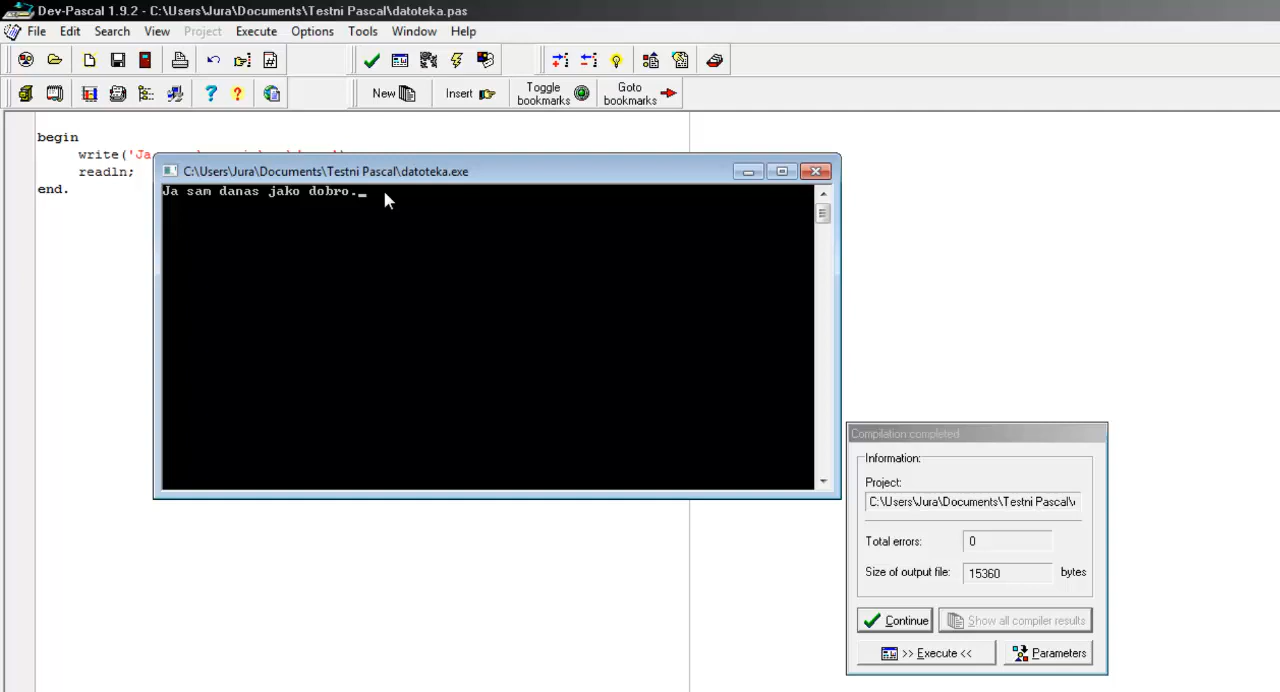 Dev-Pascal 1.9.2 - C:\Users\Jura\Documents\Testni Pascal\datoteka.pas
File Edit Search View Project Execute Options Tools Window Help
New Insert Toggle bookmarks Goto bookmarks
begin
write('Ja
readln;
end.
C:\Users\Jura\Documents\Testni Pascal\datoteka.exe
Ja sam danas jako dobro._
Compilation completed
Information:
Project:
C:\Users\Jura\Documents\Testni Pascal\
Total errors: 0
Size of output file: 15360 bytes
Continue Show all compiler results
>> Execute << Parameters